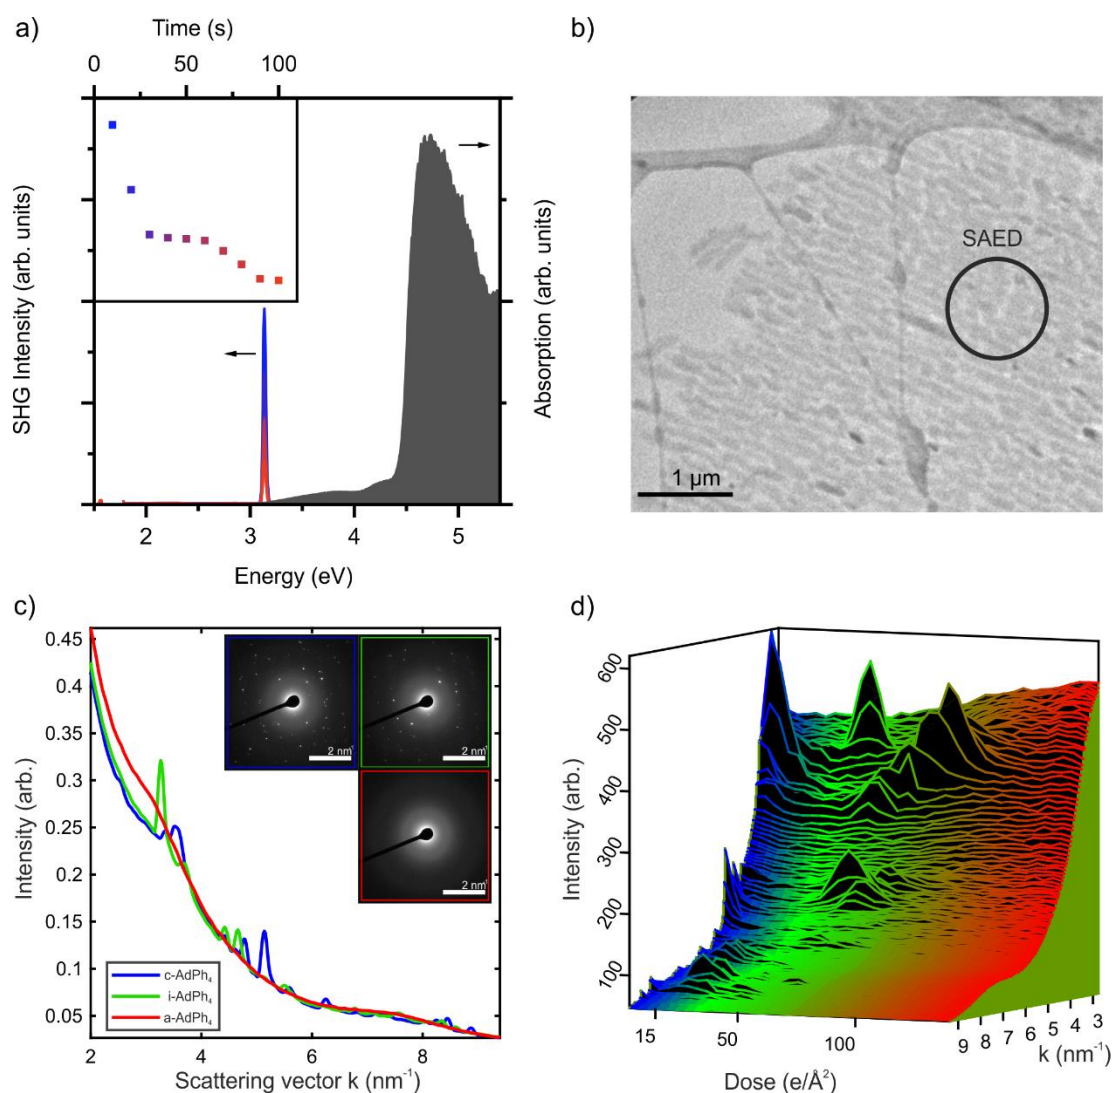 a)
Time (s)
0 50 100
SHG Intensity (arb. units)
Absorption (arb. units)
2 3 4 5
Energy (eV)
b)
SAED
1 µm
c)
0.45
0.4
0.35
0.3
0.25
0.2
0.15
0.1
0.05
Intensity (arb.)
2 nm⁻¹
2 nm⁻¹
2 nm⁻¹
c-AdPh₄
i-AdPh₄
a-AdPh₄
2 4 6 8
Scattering vector k (nm⁻¹)
d)
600
500
400
300
200
100
Intensity (arb.)
15 50 100
Dose (e/Å²)
9 8 7 6 5 4 3
k (nm⁻¹)